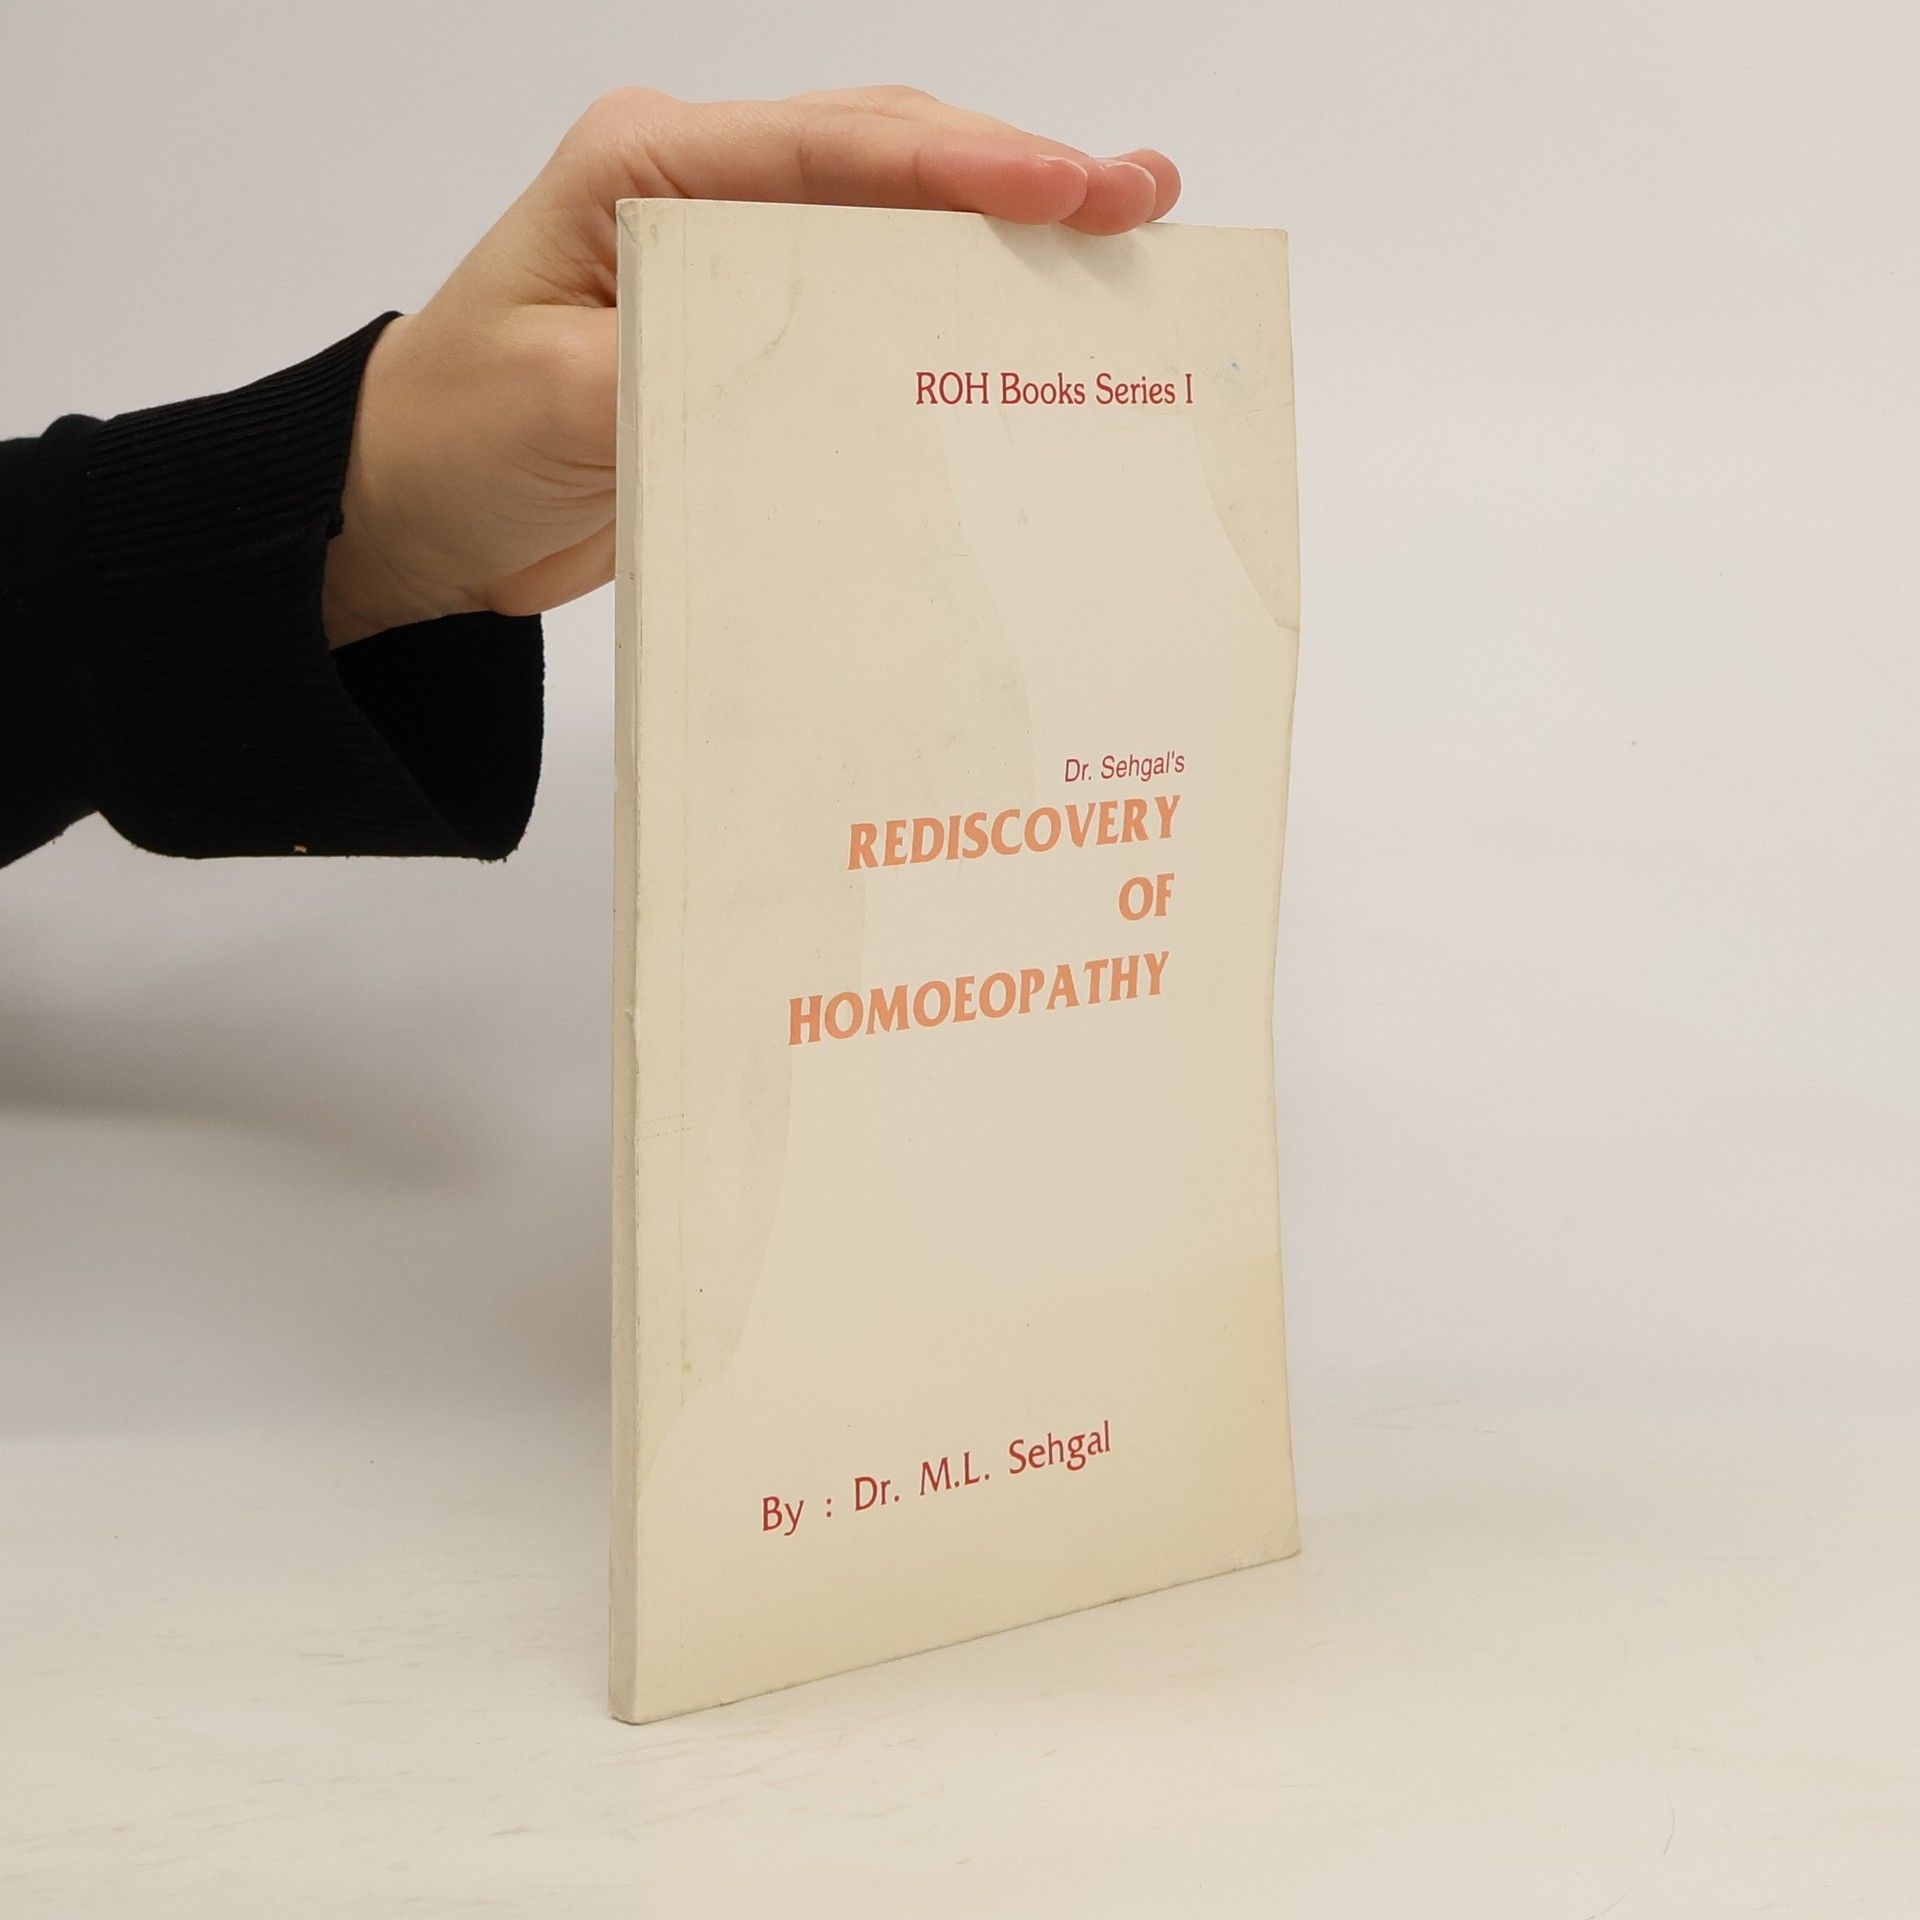 ROH Books Series I
Dr. Sehgal's
REDISCOVERY
OF
HOMOEOPATHY
By : Dr. M.L. Sehgal